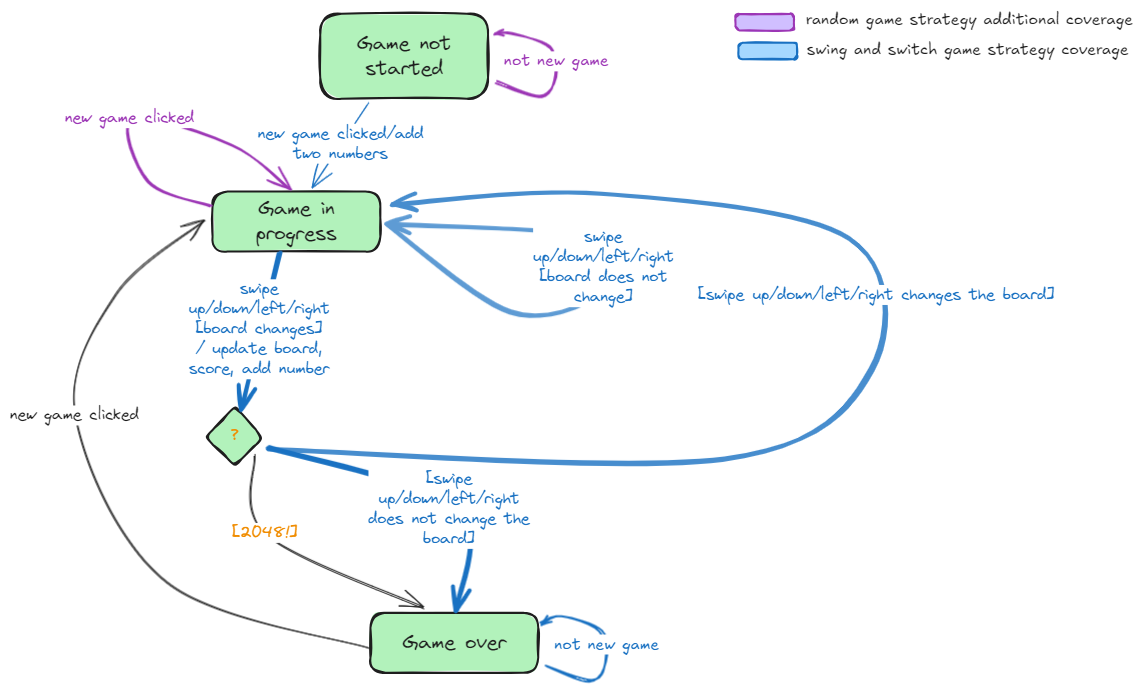 random game strategy additional coverage
swing and switch game strategy coverage
Game not
started
not new game
new game clicked
new game clicked/add
two numbers
Game in
progress
swipe
up/down/left/right
[board does not
change]
[swipe up/down/left/right changes the board]
swipe
up/down/left/right
[board changes]
/ update board,
score, add number
new game clicked
?
[swipe
up/down/left/right
does not change the
board]
[2048!]
Game over
not new game